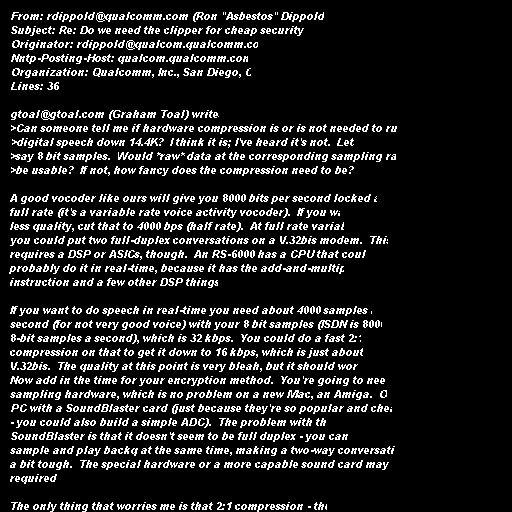 From: rdippold@qualcomm.com (Ron "Asbestos" Dippold
Subject: Re: Do we need the clipper for cheap security
Originator: rdippold@qualcom.qualcomm.co
Nntp-Posting-Host: qualcom.qualcomm.com
Organization: Qualcomm, Inc., San Diego, C
Lines: 36

gtoal@gtoal.com (Graham Toal) write
>Can someone tell me if hardware compression is or is not needed to ru
>digital speech down 14.4K?  I think it is; I've heard it's not.  Let
>say 8 bit samples.  Would *raw* data at the corresponding sampling ra
>be usable?  If not, how fancy does the compression need to be?

A good vocoder like ours will give you 8000 bits per second locked a
full rate (it's a variable rate voice activity vocoder).  If you wa
less quality, cut that to 4000 bps (half rate).  At full rate variab
you could put two full-duplex conversations on a V.32bis modem.  This
requires a DSP or ASICs, though.  An RS-6000 has a CPU that coul
probably do it in real-time, because it has the add-and-multip
instruction and a few other DSP things

If you want to do speech in real-time you need about 4000 samples
second (for not very good voice) with your 8 bit samples (ISDN is 800
8-bit samples a second), which is 32 kbps.  You could do a fast 2:1
compression on that to get it down to 16 kbps, which is just about
V.32bis.  The quality at this point is very bleah, but it should wor
Now add in the time for your encryption method.  You're going to nee
sampling hardware, which is no problem on a new Mac, an Amiga.  O
PC with a SoundBlaster card (just because they're so popular and che
- you could also build a simple ADC).  The problem with th
SoundBlaster is that it doesn't seem to be full duplex - you can
sample and play backq at the same time, making a two-way conversati
a bit tough.  The special hardware or a more capable sound card may
required

The only thing that worries me is that 2:1 compression - the